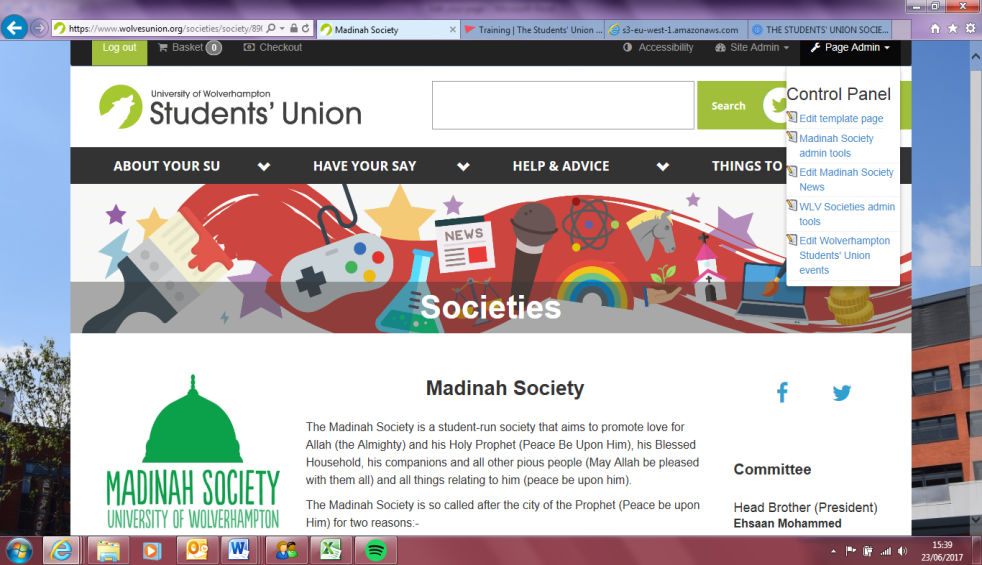 https://www.wolvesunion.org/societies/society/89
Madinah Society
Training | The Students' Union ...
s3-eu-west-1.amazonaws.com
THE STUDENTS' UNION SOCIE...
Log out
Basket 0
Checkout
Accessibility
Site Admin
Page Admin
University of Wolverhampton
Students' Union
Search
Control Panel
Edit template page
Madinah Society
admin tools
Edit Madinah Society
News
WLV Societies admin
tools
Edit Wolverhampton
Students' Union
events
ABOUT YOUR SU
HAVE YOUR SAY
HELP & ADVICE
THINGS TO
NEWS
Societies
MADINAH SOCIETY
UNIVERSITY OF WOLVERHAMPTON
Madinah Society
The Madinah Society is a student-run society that aims to promote love for
Allah (the Almighty) and his Holy Prophet (Peace Be Upon Him), his Blessed
Household, his companions and all other pious people (May Allah be pleased
with them all) and all things relating to him (peace be upon him).
The Madinah Society is so called after the city of the Prophet (Peace be upon
Him) for two reasons:-
Committee
Head Brother (President)
Ehsaan Mohammed
15:39
23/06/2017